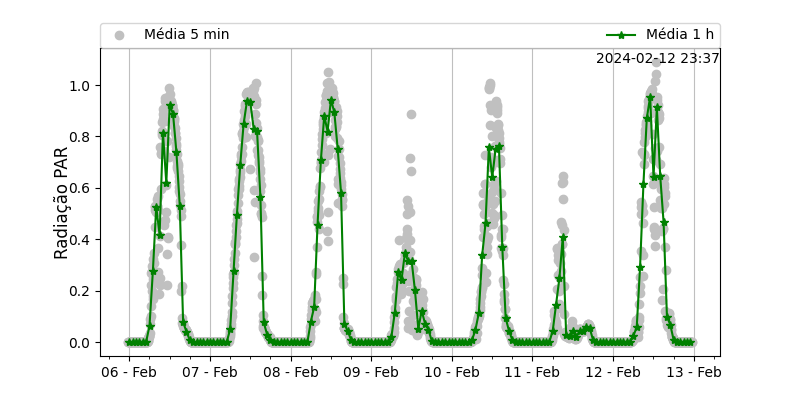 Média 5 min
Média 1 h
2024-02-12 23:37
Radiação PAR
1.0
0.8
0.6
0.4
0.2
0.0
06 - Feb
07 - Feb
08 - Feb
09 - Feb
10 - Feb
11 - Feb
12 - Feb
13 - Feb